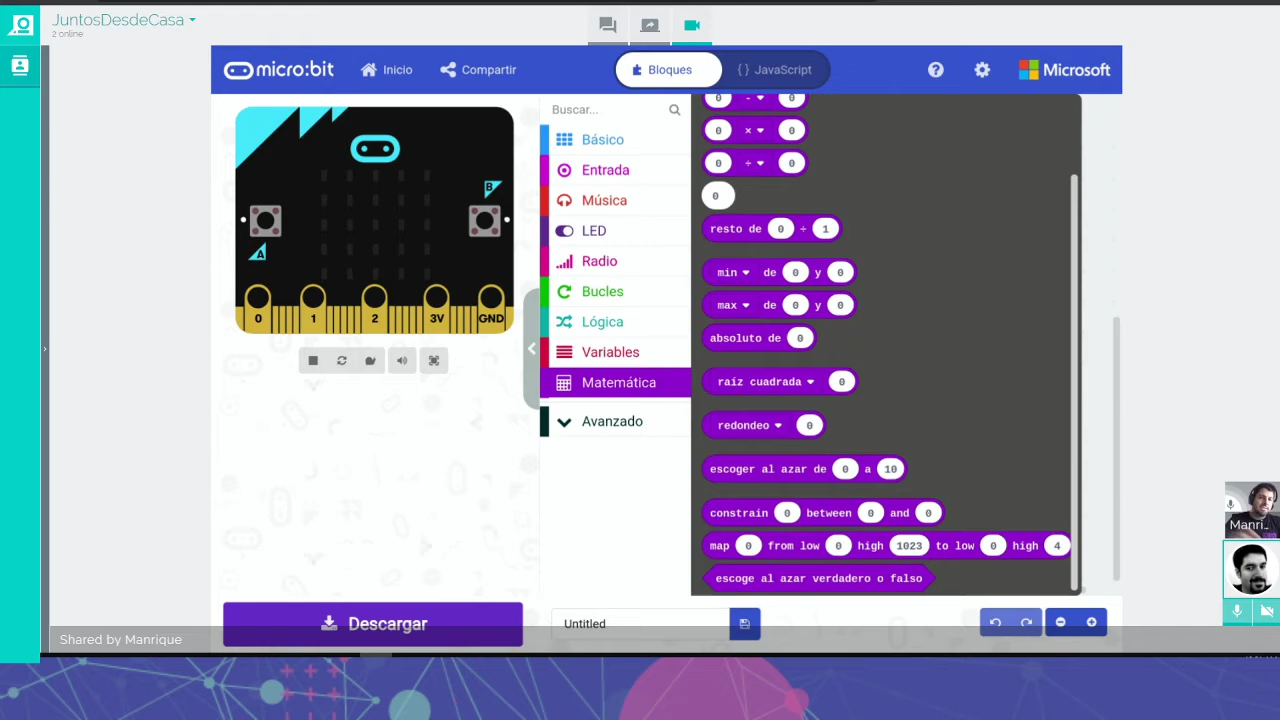 JuntosDesdeCasa
2 online
micro:bit
Inicio
Compartir
Bloques
{ } JavaScript
Microsoft
B
A
0 1 2 3V GND
Descargar
Shared by Manrique
Buscar...
Básico
Entrada
Música
LED
Radio
Bucles
Lógica
Variables
Matemática
Avanzado
0 - 0
0 × 0
0 ÷ 0
0
resto de 0 ÷ 1
min de 0 y 0
max de 0 y 0
absoluto de 0
raíz cuadrada 0
redondeo 0
escoger al azar de 0 a 10
constrain 0 between 0 and 0
map 0 from low 0 high 1023 to low 0 high 4
escoge al azar verdadero o falso
Untitled
Manri...